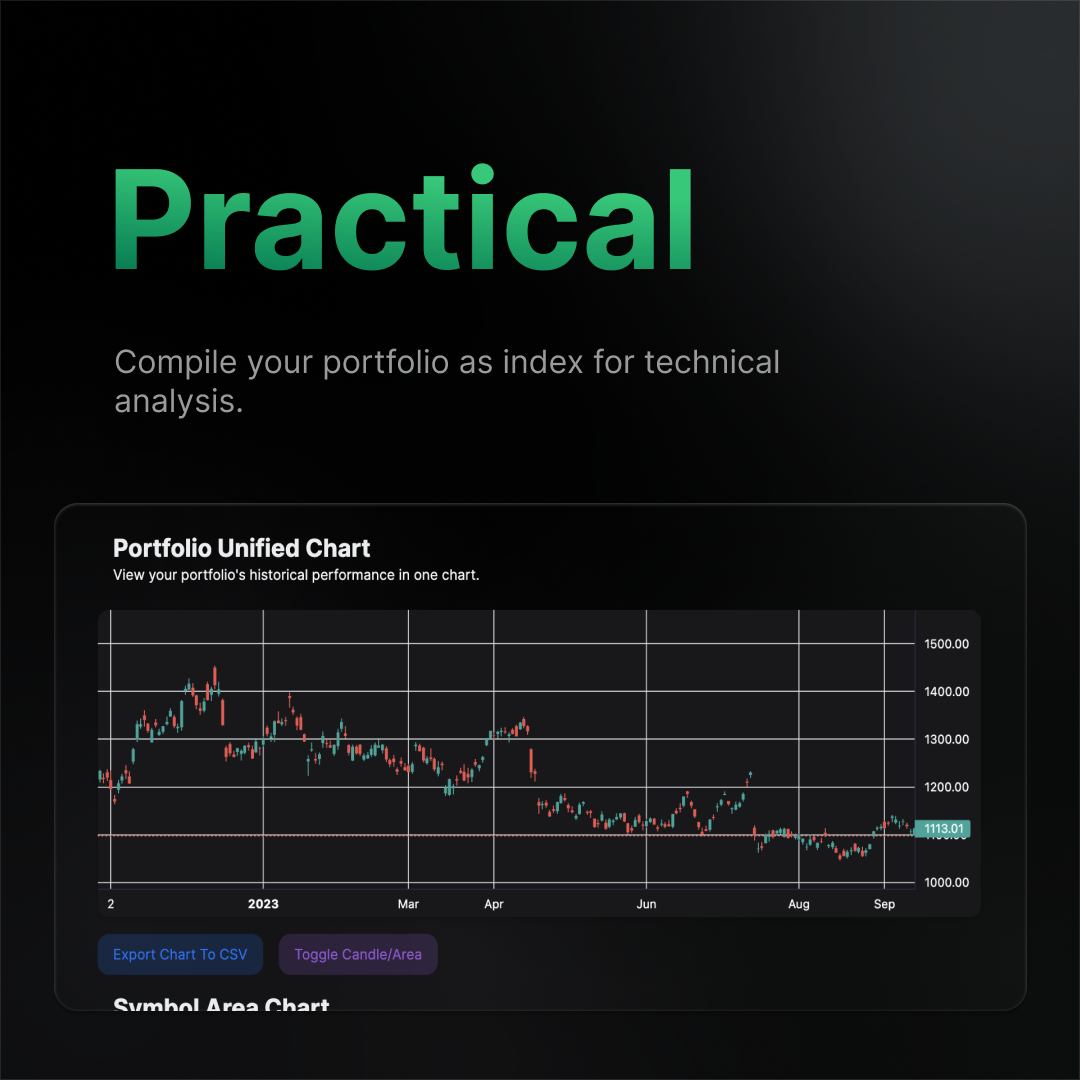 Practical
Compile your portfolio as index for technical
analysis.
Portfolio Unified Chart
View your portfolio's historical performance in one chart.
1500.00
1400.00
1300.00
1200.00
1113.01
1100.00
1000.00
2 2023 Mar Apr Jun Aug Sep
Export Chart To CSV Toggle Candle/Area
Symbol Area Chart